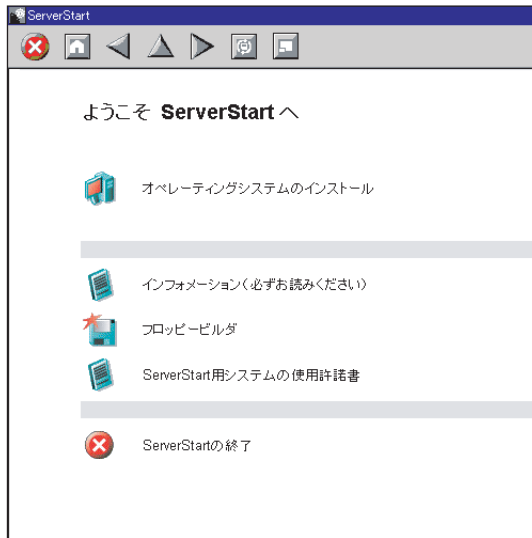 ServerStart
ようこそ ServerStart へ
オペレーティングシステムのインストール
インフォメーション(必ずお読みください)
フロッピービルダ
ServerStart用システムの使用許諾書
ServerStartの終了